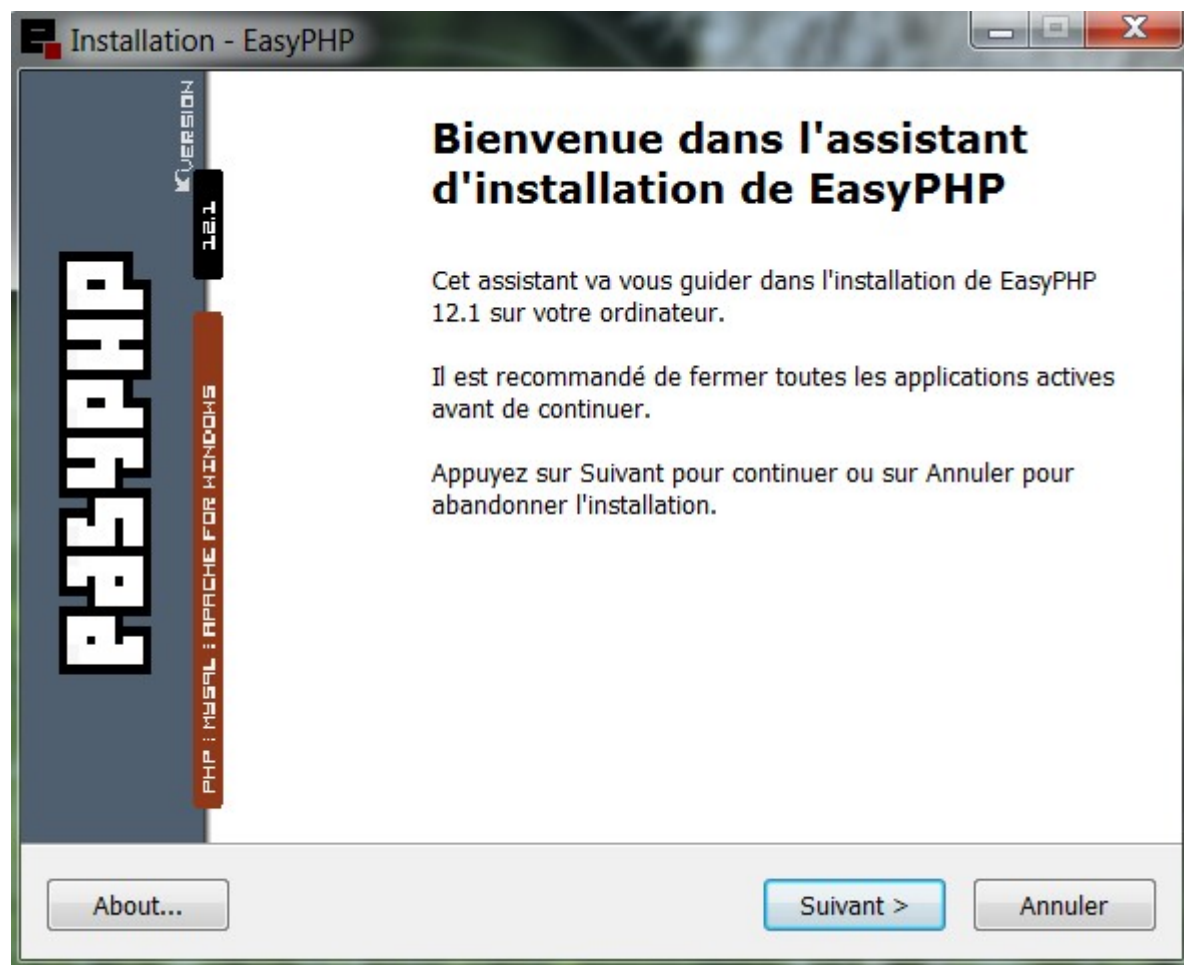 Installation - EasyPHP
VERSION
12.1
easyPHP
PHP : MYSQL : APACHE FOR WINDOWS
Bienvenue dans l'assistant
d'installation de EasyPHP
Cet assistant va vous guider dans l'installation de EasyPHP
12.1 sur votre ordinateur.
Il est recommandé de fermer toutes les applications actives
avant de continuer.
Appuyez sur Suivant pour continuer ou sur Annuler pour
abandonner l'installation.
About...
Suivant >
Annuler